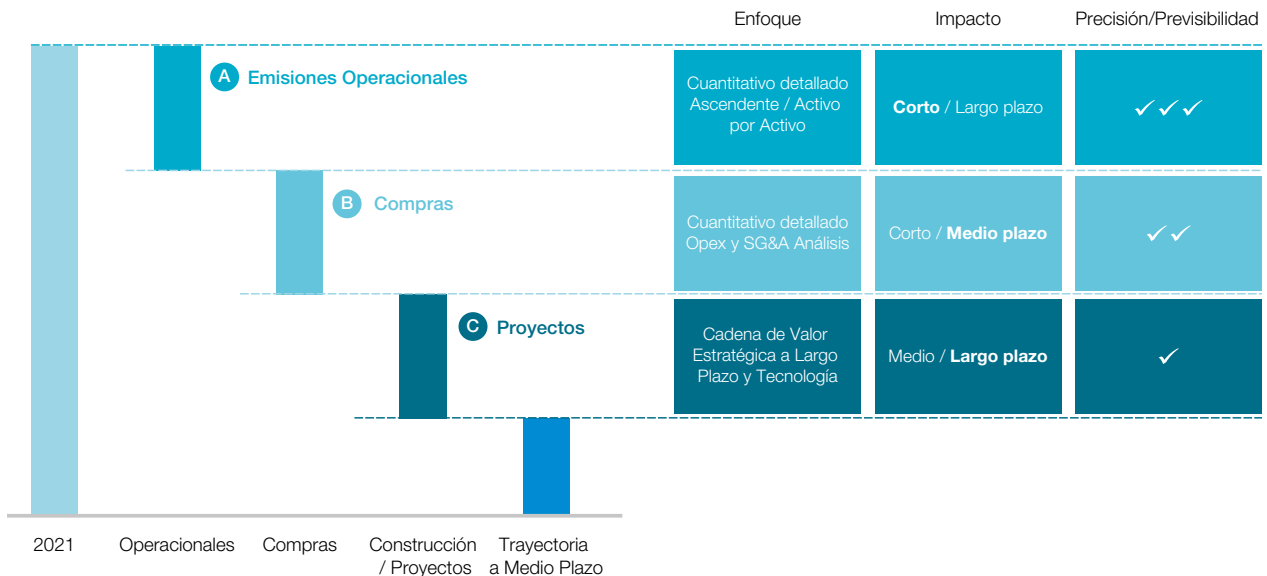 Enfoque
Impacto
Precisión/Previsibilidad
A Emisiones Operacionales
Cuantitativo detallado
Ascendente / Activo
por Activo
Corto / Largo plazo
✓✓✓
B Compras
Cuantitativo detallado
Opex y SG&A Análisis
Corto / Medio plazo
✓✓
C Proyectos
Cadena de Valor
Estratégica a Largo
Plazo y Tecnología
Medio / Largo plazo
✓
2021
Operacionales
Compras
Construcción
/ Proyectos
Trayectoria
a Medio Plazo